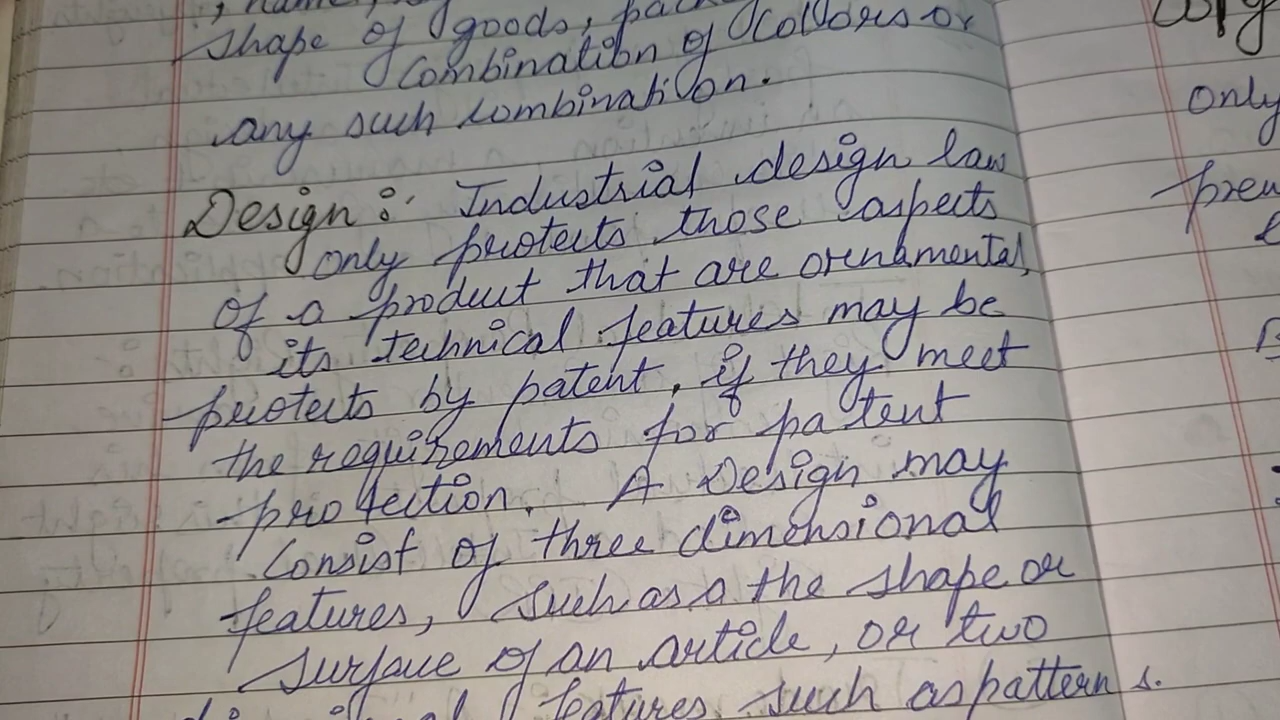 shape of goods,
combination of colours or
any such combination.
Design : Industrial design law
only protects those aspects
of a product that are ornamental,
its technical features may be
protects by patent, if they meet
the requirements for patent
protection. A Design may
consist of three dimensional
features, such as a the shape or
surface of an article, or two
features, such as patterns.
only